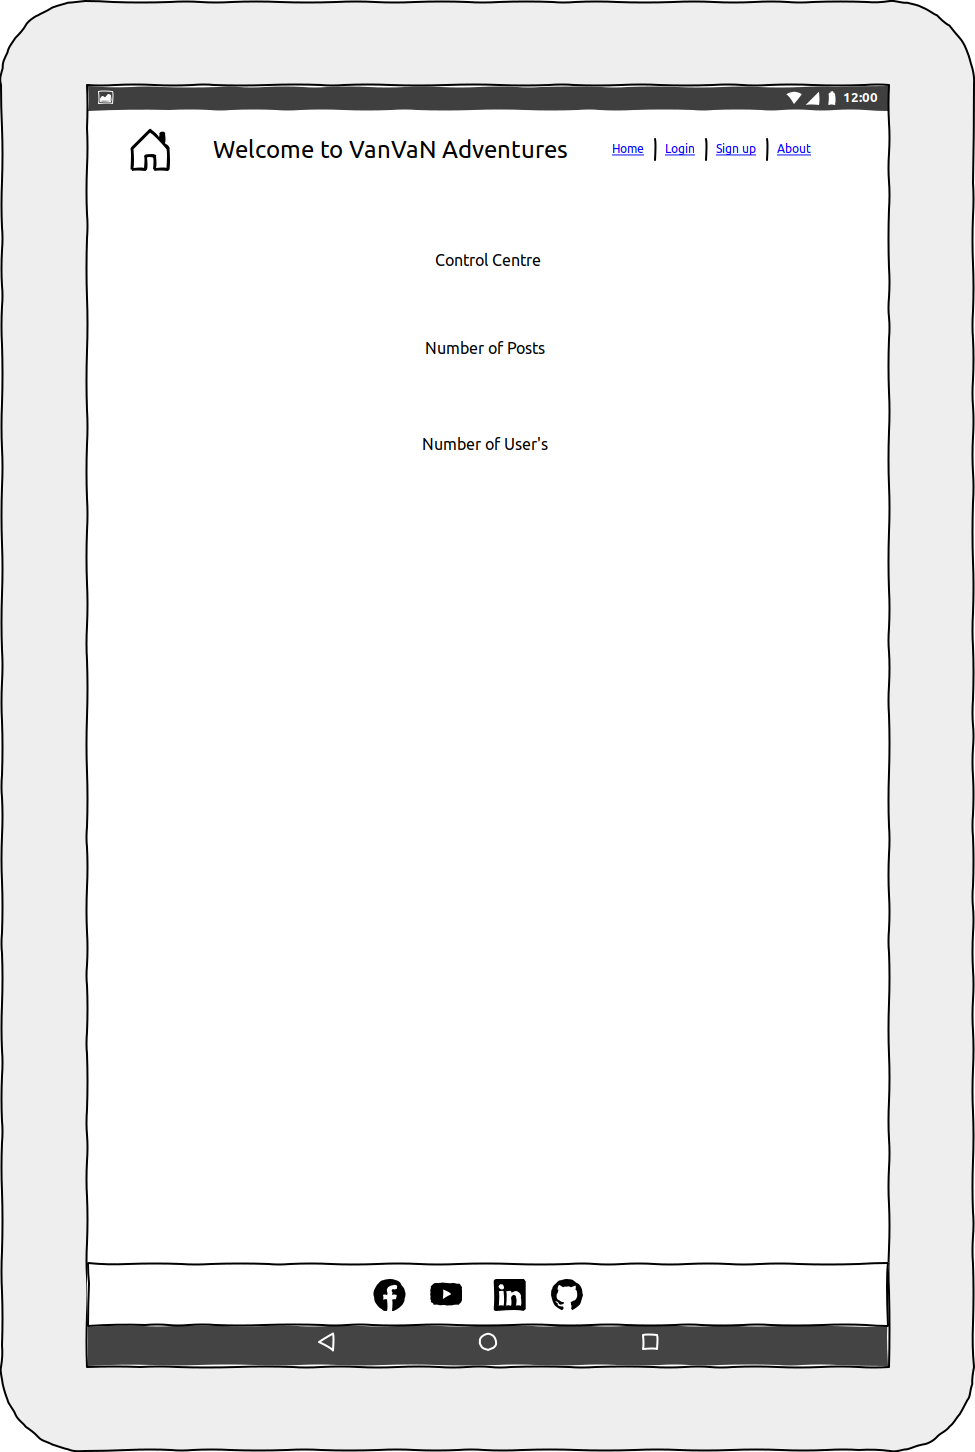 12:00
Welcome to VanVaN Adventures
Home | Login | Sign up | About
Control Centre
Number of Posts
Number of User's